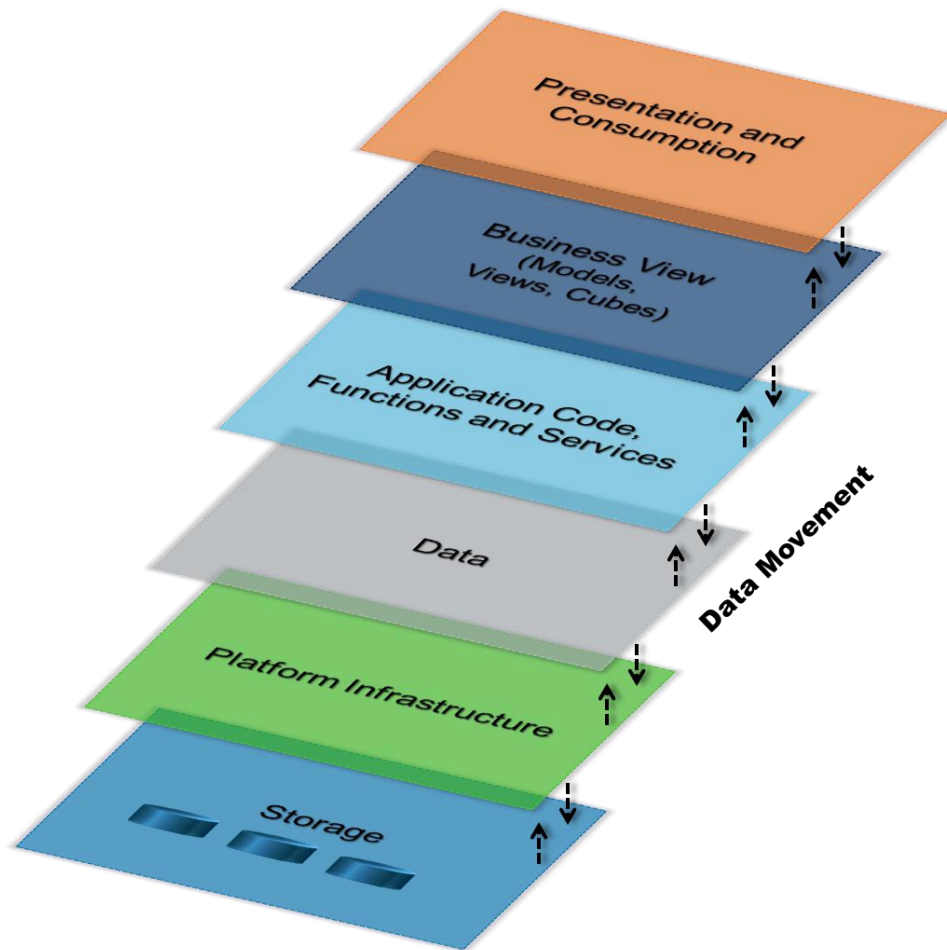 Presentation and
Consumption
Business View
(Models,
Views, Cubes)
Application Code,
Functions and Services
Data
Data Movement
Platform Infrastructure
Storage